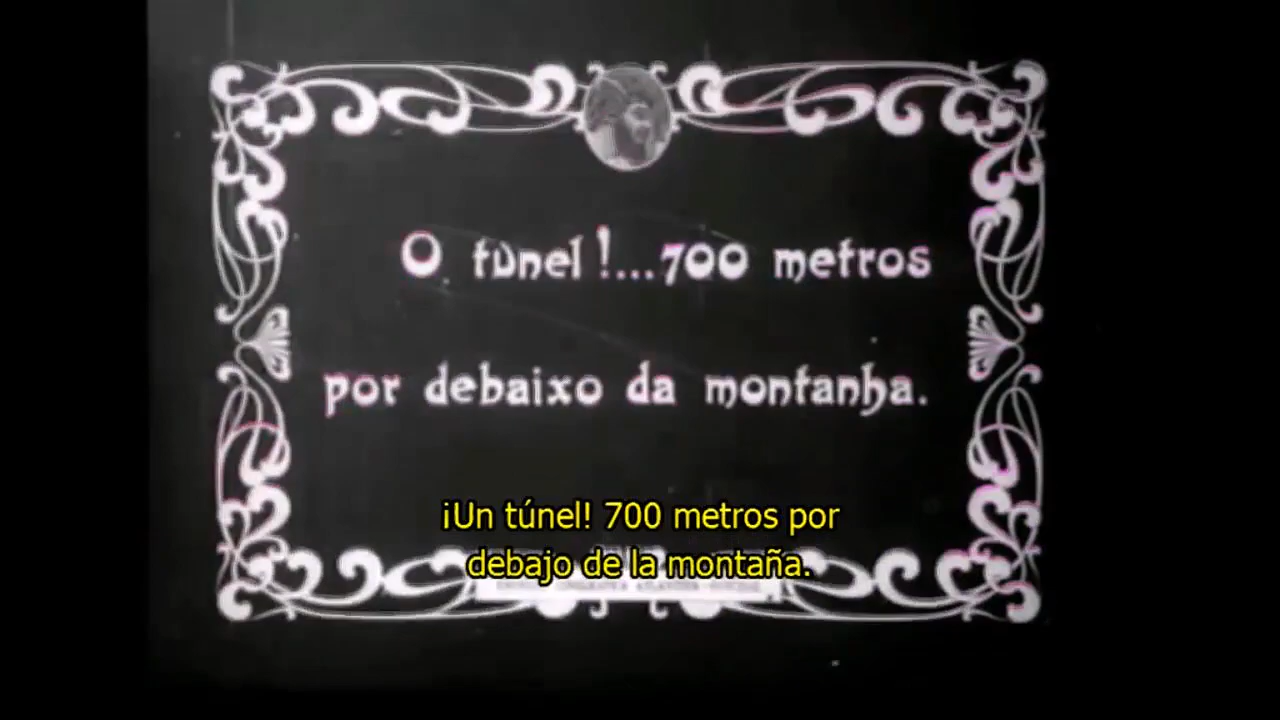 O túnel!...700 metros
por debaixo da montanha.
¡Un túnel! 700 metros por
debajo de la montaña.